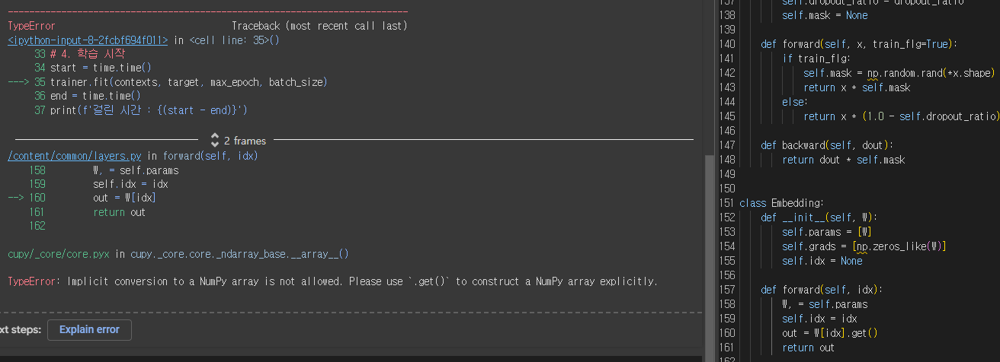 ---------------------------------------------------------------------------
TypeError                                 Traceback (most recent call last)
<ipython-input-8-2fcbf694f011> in <cell line: 35>()
     33 # 4. 학습 시작
     34 start = time.time()
---> 35 trainer.fit(contexts, target, max_epoch, batch_size)
     36 end = time.time()
     37 print(f'걸린 시간 : {(start - end)}')
2 frames
/content/common/layers.py in forward(self, idx)
    158         W, = self.params
    159         self.idx = idx
--> 160         out = W[idx]
    161         return out
    162
cupy/_core/core.pyx in cupy._core.core._ndarray_base.__array__()
TypeError: Implicit conversion to a NumPy array is not allowed. Please use `.get()` to construct a NumPy array explicitly.
xt steps:
Explain error
137         self.dropout_ratio = dropout_ratio
138         self.mask = None
139
140     def forward(self, x, train_flg=True):
141         if train_flg:
142             self.mask = np.random.rand(*x.shape)
143             return x * self.mask
144         else:
145             return x * (1.0 - self.dropout_ratio)
146
147     def backward(self, dout):
148         return dout * self.mask
149
150
151 class Embedding:
152     def __init__(self, W):
153         self.params = [W]
154         self.grads = [np.zeros_like(W)]
155         self.idx = None
156
157     def forward(self, idx):
158         W, = self.params
159         self.idx = idx
160         out = W[idx].get()
161         return out
162